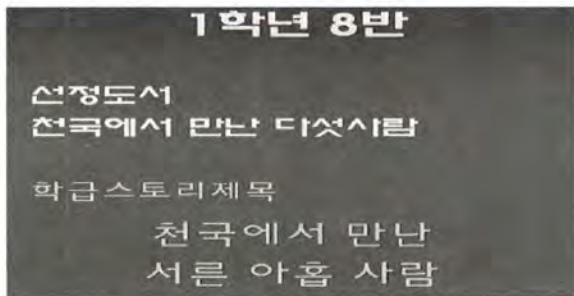 1학년 8반
선정도서
천국에서 만난 다섯사람
학급스토리제목
천국에서 만난
서른 아홉 사람